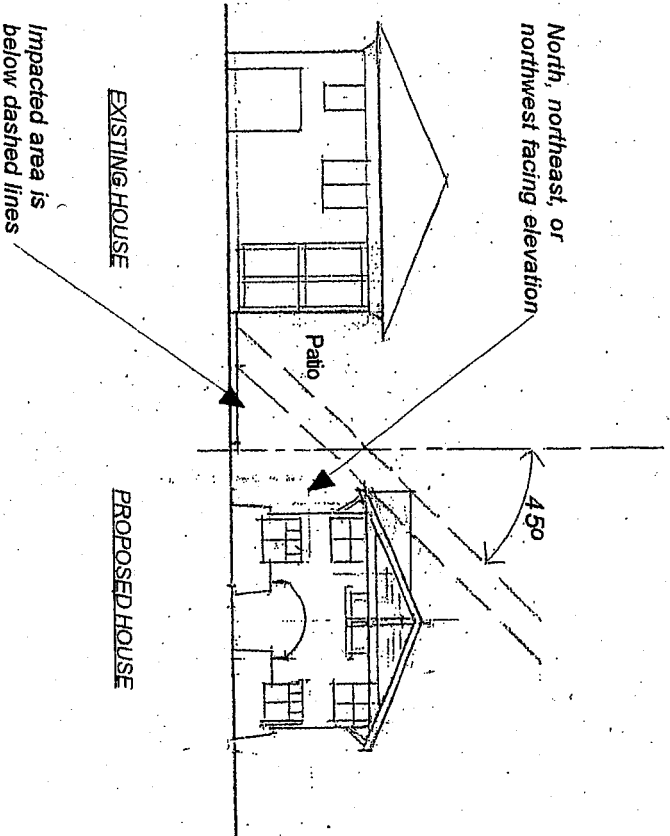 North, northeast, or
northwest facing elevation
45º
Patio
Impacted area is
below dashed lines
EXISTING HOUSE
PROPOSED HOUSE